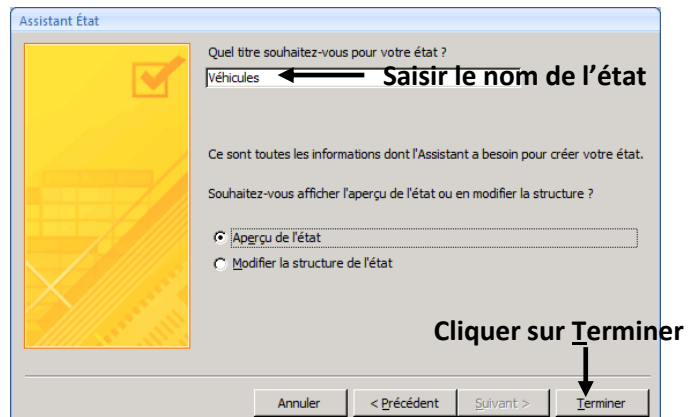 Assistant État
Quel titre souhaitez-vous pour votre état ?
Véhicules
Saisir le nom de l'état
Ce sont toutes les informations dont l'Assistant a besoin pour créer votre état.
Souhaitez-vous afficher l'aperçu de l'état ou en modifier la structure ?
Aperçu de l'état
Modifier la structure de l'état
Cliquer sur Terminer
Annuler
< Précédent
Suivant >
Terminer